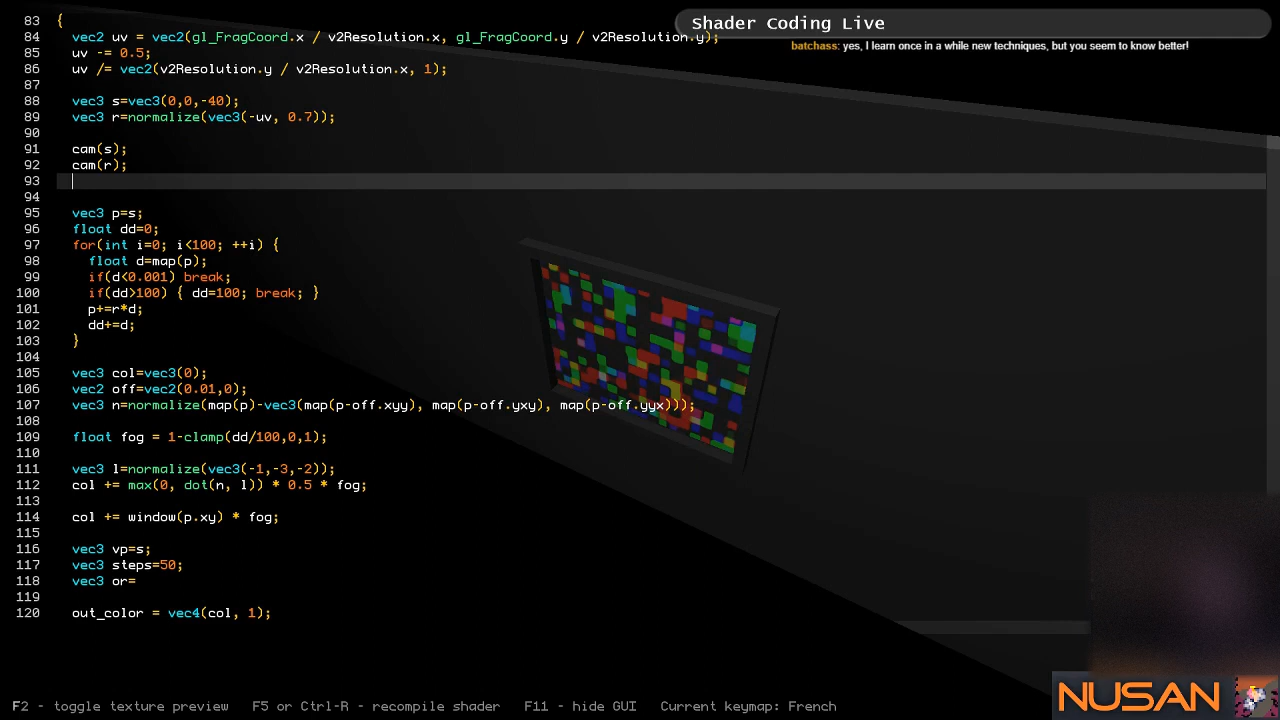 Shader Coding Live
batchass: yes, I learn once in a while new techniques, but you seem to know better!
83 {
84 vec2 uv = vec2(gl_FragCoord.x / v2Resolution.x, gl_FragCoord.y / v2Resolution.y);
85 uv -= 0.5;
86 uv /= vec2(v2Resolution.y / v2Resolution.x, 1);
87
88 vec3 s=vec3(0,0,-40);
89 vec3 r=normalize(vec3(-uv, 0.7));
90
91 cam(s);
92 cam(r);
93
94
95 vec3 p=s;
96 float dd=0;
97 for(int i=0; i<100; ++i) {
98 float d=map(p);
99 if(d<0.001) break;
100 if(dd>100) { dd=100; break; }
101 p+=r*d;
102 dd+=d;
103 }
104
105 vec3 col=vec3(0);
106 vec2 off=vec2(0.01,0);
107 vec3 n=normalize(map(p)-vec3(map(p-off.xyy), map(p-off.yxy), map(p-off.yyx)));
108
109 float fog = 1-clamp(dd/100,0,1);
110
111 vec3 l=normalize(vec3(-1,-3,-2));
112 col += max(0, dot(n, l)) * 0.5 * fog;
113
114 col += window(p.xy) * fog;
115
116 vec3 vp=s;
117 vec3 steps=50;
118 vec3 or=
119
120 out_color = vec4(col, 1);
F2 - toggle texture preview F5 or Ctrl-R - recompile shader F11 - hide GUI Current keymap: French
NUSAN